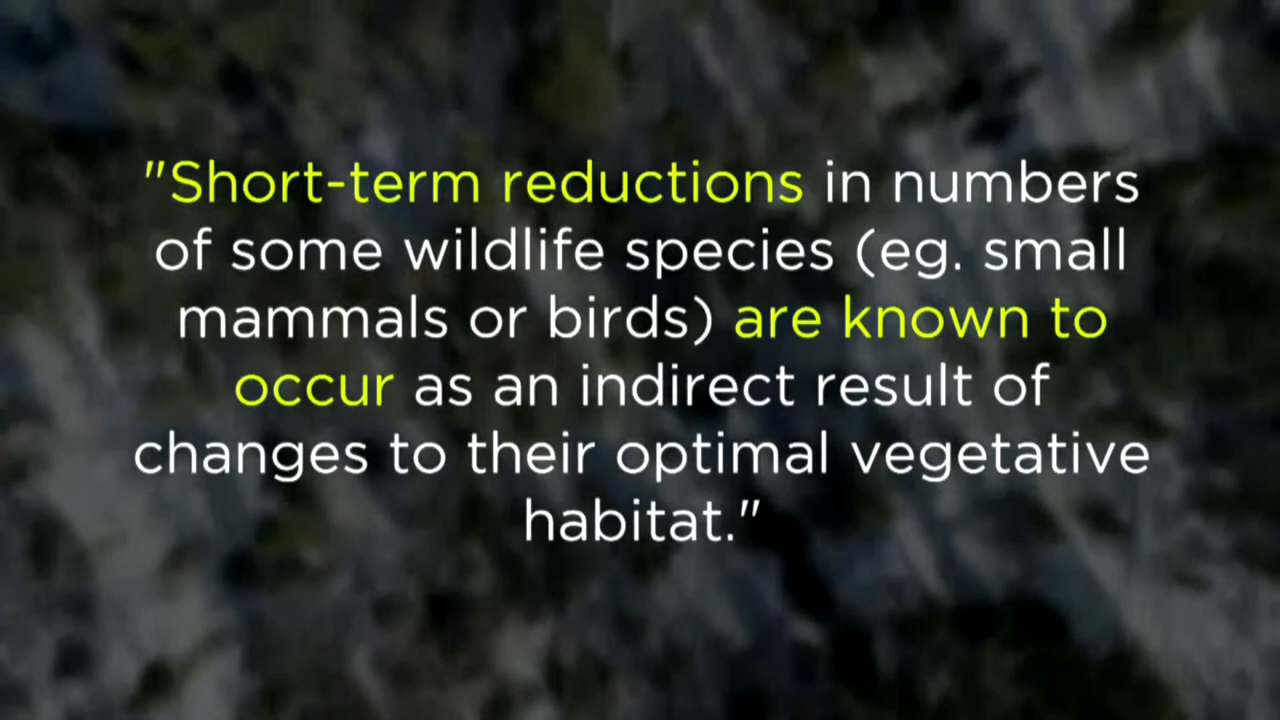 "Short-term reductions in numbers
of some wildlife species (eg. small
mammals or birds) are known to
occur as an indirect result of
changes to their optimal vegetative
habitat."